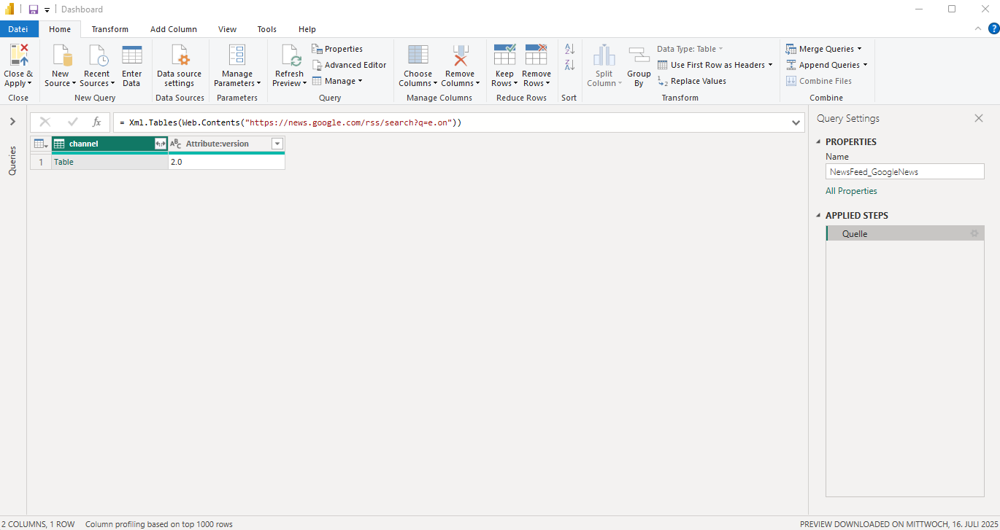 Dashboard
Datei Home Transform Add Column View Tools Help
Close & Apply
Close
New Source
Recent Sources
Enter Data
New Query
Data source settings
Data Sources
Manage Parameters
Parameters
Refresh Preview
Properties
Advanced Editor
Manage
Query
Choose Columns
Remove Columns
Manage Columns
Keep Rows
Remove Rows
Reduce Rows
A Z
Z A
Sort
Split Column
Group By
Data Type: Table
Use First Row as Headers
1 2 Replace Values
Transform
Merge Queries
Append Queries
Combine Files
Combine
?
Queries
fx = Xml.Tables(Web.Contents("https://news.google.com/rss/search?q=e.on"))
channel ABC Attribute:version
1 Table 2.0
Query Settings
PROPERTIES
Name
NewsFeed_GoogleNews
All Properties
APPLIED STEPS
Quelle
2 COLUMNS, 1 ROW Column profiling based on top 1000 rows PREVIEW DOWNLOADED ON MITTWOCH, 16. JULI 2025